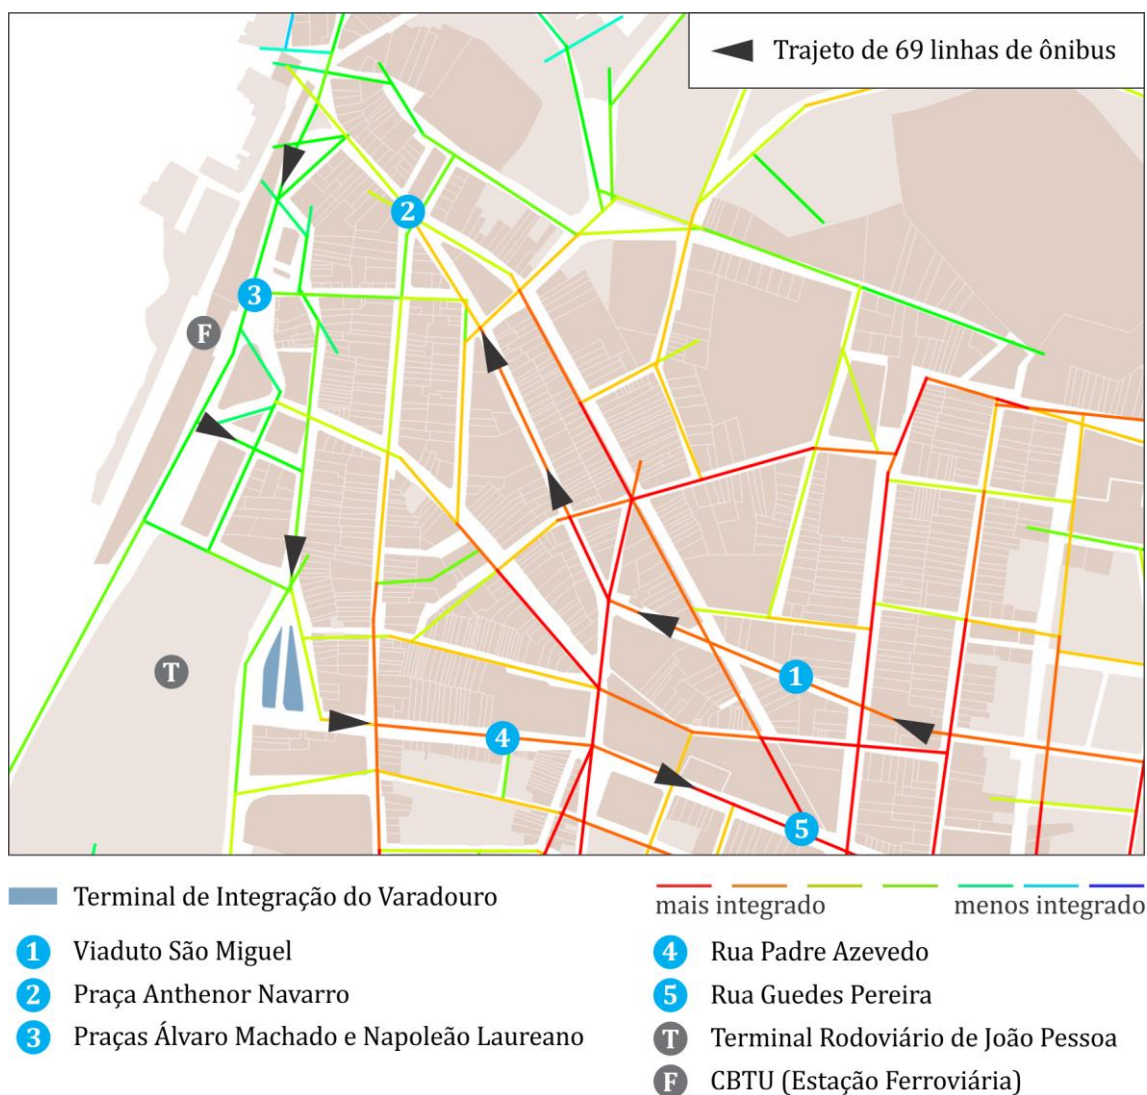 Trajeto de 69 linhas de ônibus
2
3
F
1
T
4
5
Terminal de Integração do Varadouro
1 Viaduto São Miguel
2 Praça Anthenor Navarro
3 Praças Álvaro Machado e Napoleão Laureano
mais integrado menos integrado
4 Rua Padre Azevedo
5 Rua Guedes Pereira
T Terminal Rodoviário de João Pessoa
F CBTU (Estação Ferroviária)